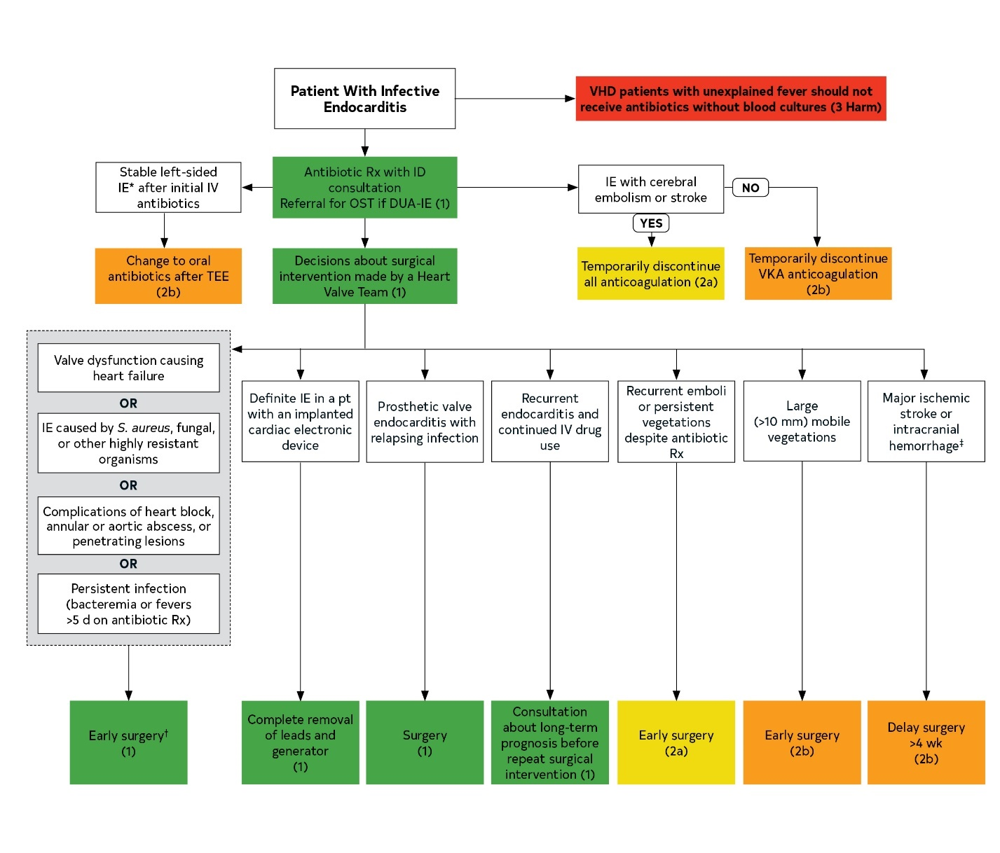 Patient With Infective
Endocarditis
VHD patients with unexplained fever should not
receive antibiotics without blood cultures (3 Harm)
Stable left-sided
IE* after initial IV
antibiotics
Antibiotic Rx with ID
consultation
Referral for OST if DUA-IE (1)
IE with cerebral
embolism or stroke
NO
YES
Change to oral
antibiotics after TEE
(2b)
Decisions about surgical
intervention made by a Heart
Valve Team (1)
Temporarily discontinue
all anticoagulation (2a)
Temporarily discontinue
VKA anticoagulation
(2b)
Valve dysfunction causing
heart failure
OR
IE caused by S. aureus, fungal,
or other highly resistant
organisms
OR
Complications of heart block,
annular or aortic abscess, or
penetrating lesions
OR
Persistent infection
(bacteremia or fevers
>5 d on antibiotic Rx)
Definite IE in a pt
with an implanted
cardiac electronic
device
Prosthetic valve
endocarditis with
relapsing infection
Recurrent
endocarditis and
continued IV drug
use
Recurrent emboli
or persistent
vegetations
despite antibiotic
Rx
Large
(>10 mm) mobile
vegetations
Major ischemic
stroke or
intracranial
hemorrhage‡
Early surgery†
(1)
Complete removal
of leads and
generator
(1)
Surgery
(1)
Consultation
about long-term
prognosis before
repeat surgical
intervention (1)
Early surgery
(2a)
Early surgery
(2b)
Delay surgery
>4 wk
(2b)